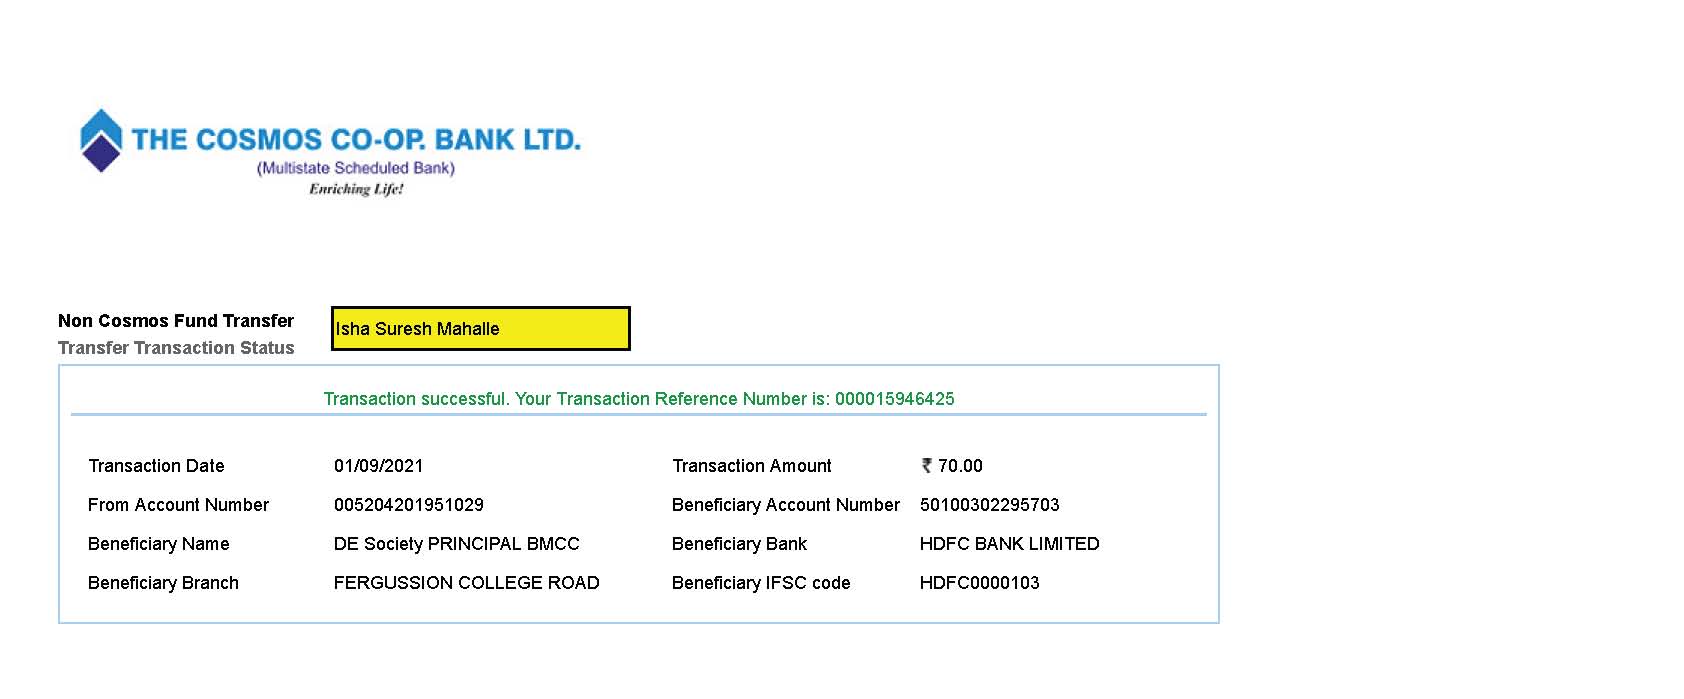 THE COSMOS CO-OP. BANK LTD.
(Multistate Scheduled Bank)
Enriching Life!
Non Cosmos Fund Transfer
Isha Suresh Mahalle
Transfer Transaction Status
Transaction successful. Your Transaction Reference Number is: 000015946425
Transaction Date 01/09/2021 Transaction Amount ₹ 70.00
From Account Number 005204201951029 Beneficiary Account Number 50100302295703
Beneficiary Name DE Society PRINCIPAL BMCC Beneficiary Bank HDFC BANK LIMITED
Beneficiary Branch FERGUSSION COLLEGE ROAD Beneficiary IFSC code HDFC0000103